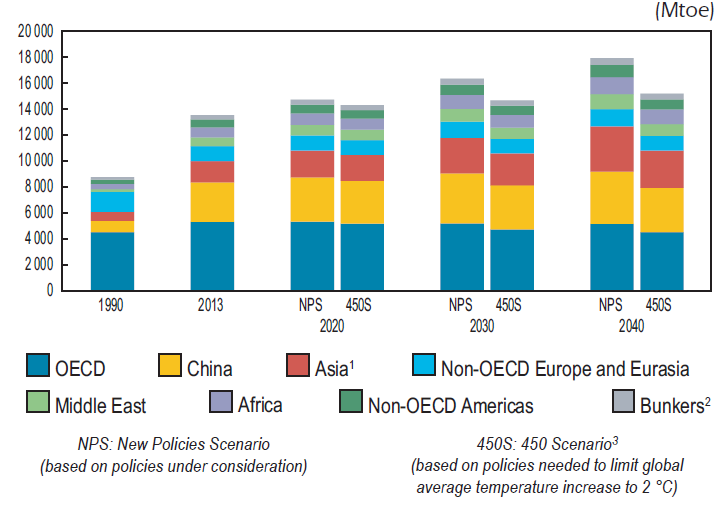 (Mtoe)
20 000
18 000
16 000
14 000
12 000
10 000
8 000
6 000
4 000
2 000
0
1990 2013 NPS 450S NPS 450S NPS 450S
2020 2030 2040
OECD China Asia¹ Non-OECD Europe and Eurasia
Middle East Africa Non-OECD Americas Bunkers²
NPS: New Policies Scenario 450S: 450 Scenario³
(based on policies under consideration) (based on policies needed to limit global
average temperature increase to 2 °C)